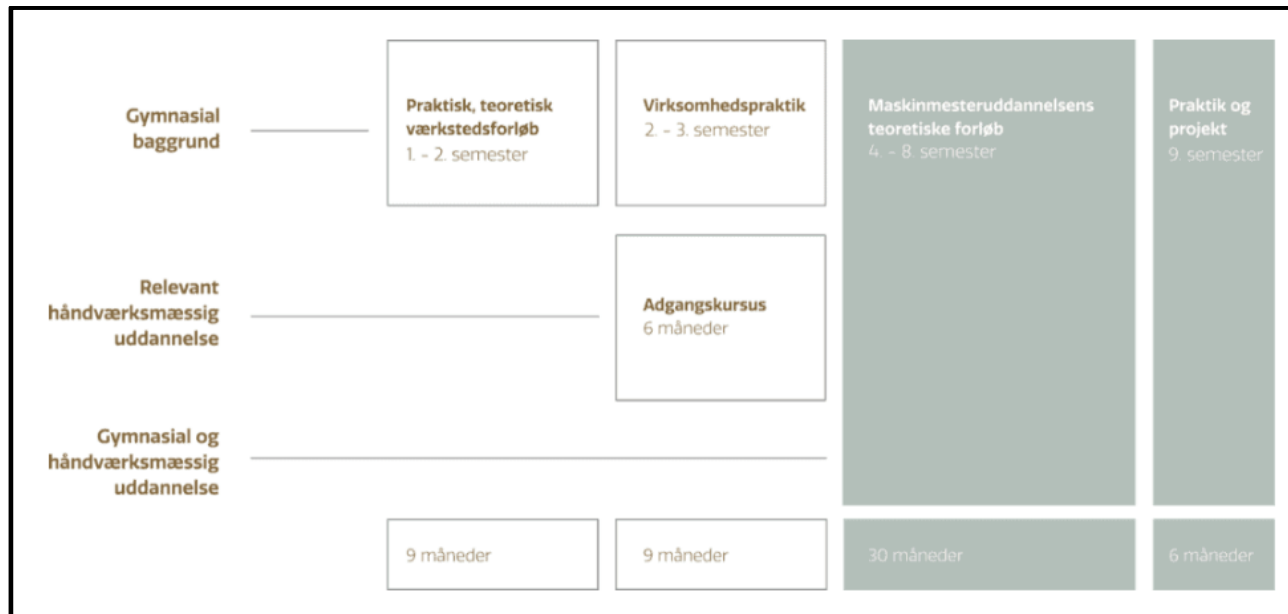 Gymnasial
baggrund
Praktisk, teoretisk
værkstedsforløb
1. - 2. semester
Virksomhedspraktik
2. - 3. semester
Maskinmesteruddannelsens
teoretiske forløb
4. - 8. semester
Praktik og
projekt
9. semester
Relevant
håndværksmæssig
uddannelse
Adgangskursus
6 måneder
Gymnasial og
håndværksmæssig
uddannelse
9 måneder
9 måneder
30 måneder
6 måneder